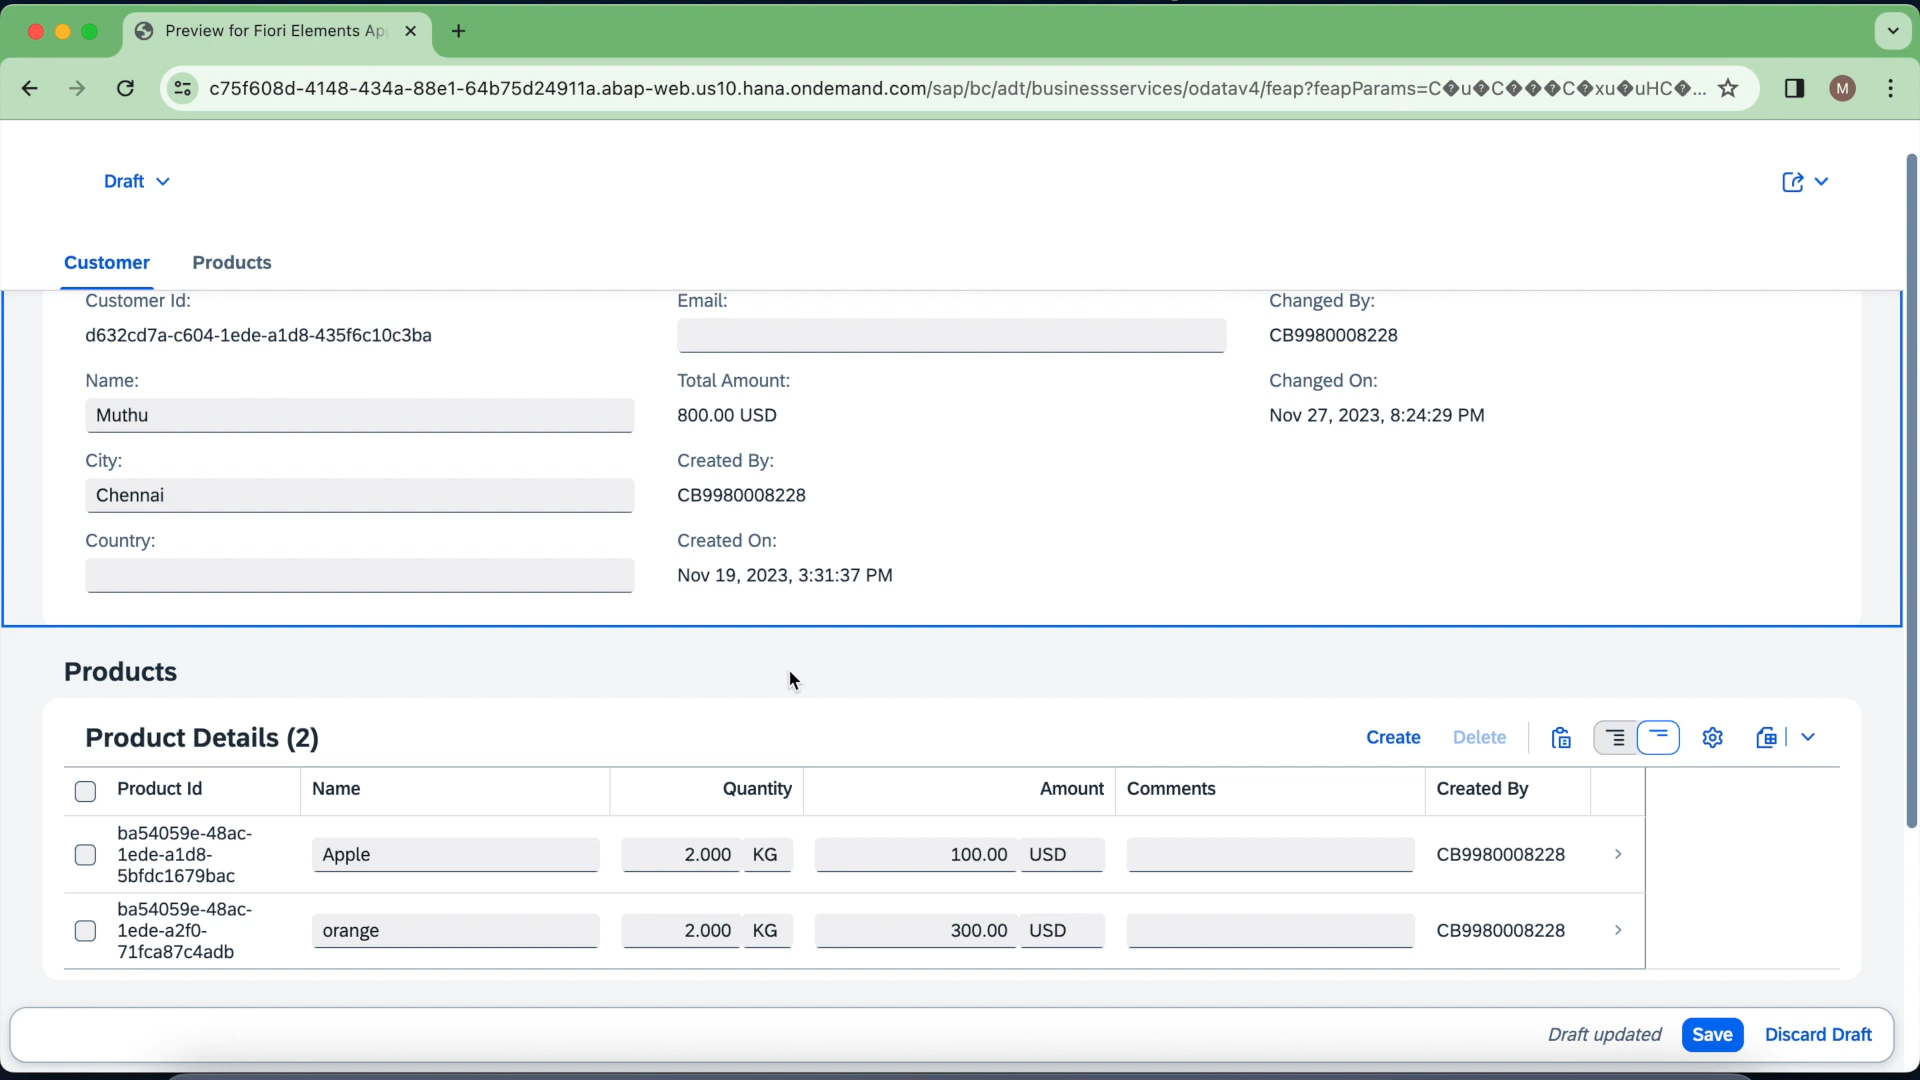 Preview for Fiori Elements Ap
c75f608d-4148-434a-88e1-64b75d24911a.abap-web.us10.hana.ondemand.com/sap/bc/adt/businessservices/odatav4/feap?feapParams=C�u�C���C�xu�uHC�...
M
Draft
Customer Products
Customer Id:
d632cd7a-c604-1ede-a1d8-435f6c10c3ba
Name:
Muthu
City:
Chennai
Country:
Email:
Total Amount:
800.00 USD
Created By:
CB9980008228
Created On:
Nov 19, 2023, 3:31:37 PM
Changed By:
CB9980008228
Changed On:
Nov 27, 2023, 8:24:29 PM
Products
Product Details (2)
Create Delete
Product Id Name Quantity Amount Comments Created By
ba54059e-48ac-
1ede-a1d8-
5bfdc1679bac
Apple 2.000 KG 100.00 USD CB9980008228
ba54059e-48ac-
1ede-a2f0-
71fca87c4adb
orange 2.000 KG 300.00 USD CB9980008228
Draft updated Save Discard Draft